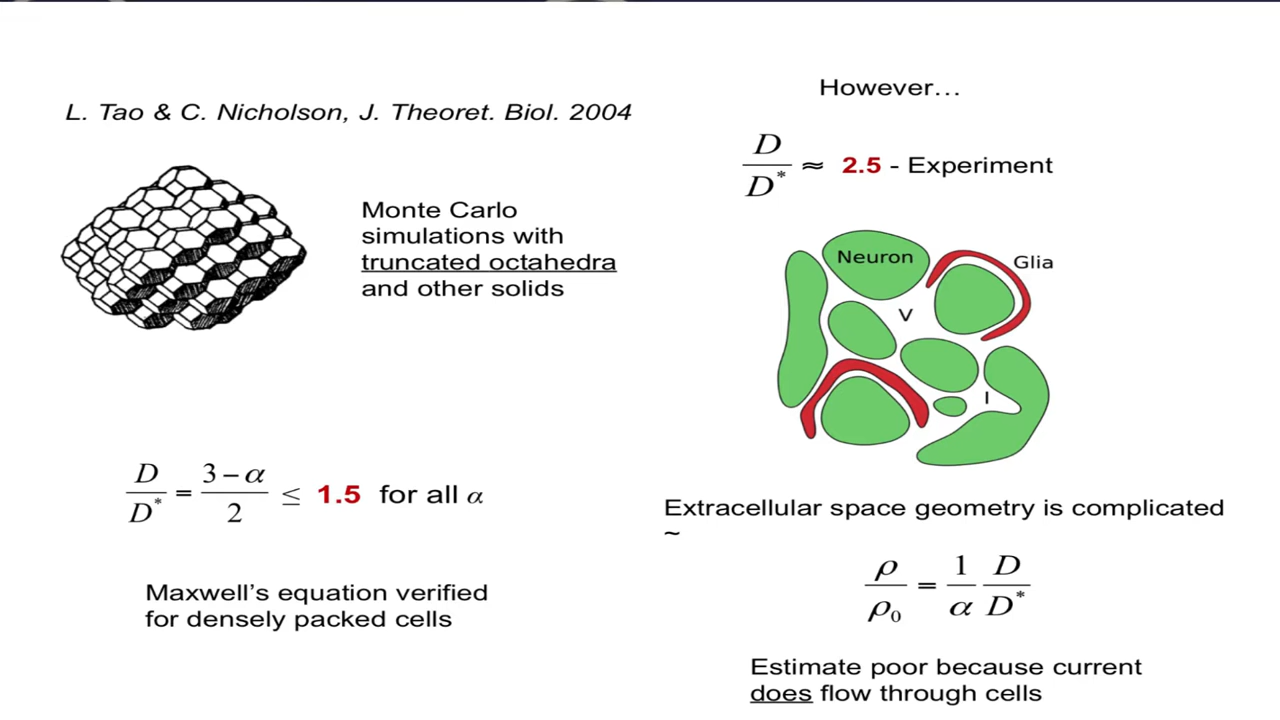 L. Tao & C. Nicholson, J. Theoret. Biol. 2004
Monte Carlo
simulations with
truncated octahedra
and other solids
D/D* = (3 − α)/2 ≤ 1.5 for all α
Maxwell's equation verified
for densely packed cells
However…
D/D* ≈ 2.5 - Experiment
Neuron
Glia
V
I
Extracellular space geometry is complicated
~
ρ/ρ₀ = 1/α D/D*
Estimate poor because current
does flow through cells